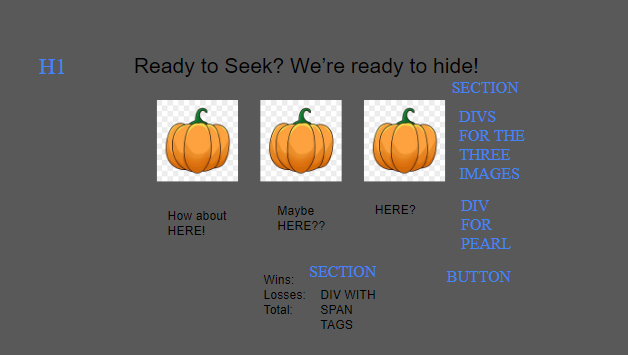 H1
Ready to Seek? We’re ready to hide!
SECTION
DIVS
FOR THE
THREE
IMAGES
How about
HERE!
Maybe
HERE??
HERE?
DIV
FOR
PEARL
BUTTON
SECTION
Wins:
Losses:
Total:
DIV WITH
SPAN
TAGS